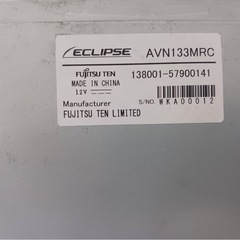 ECLIPSE AVN133MRC
FUJITSU TEN 138001-57900141
MADE IN CHINA
12V
Manufacturer S/NO. WKA00012
FUJITSU TEN LIMITED